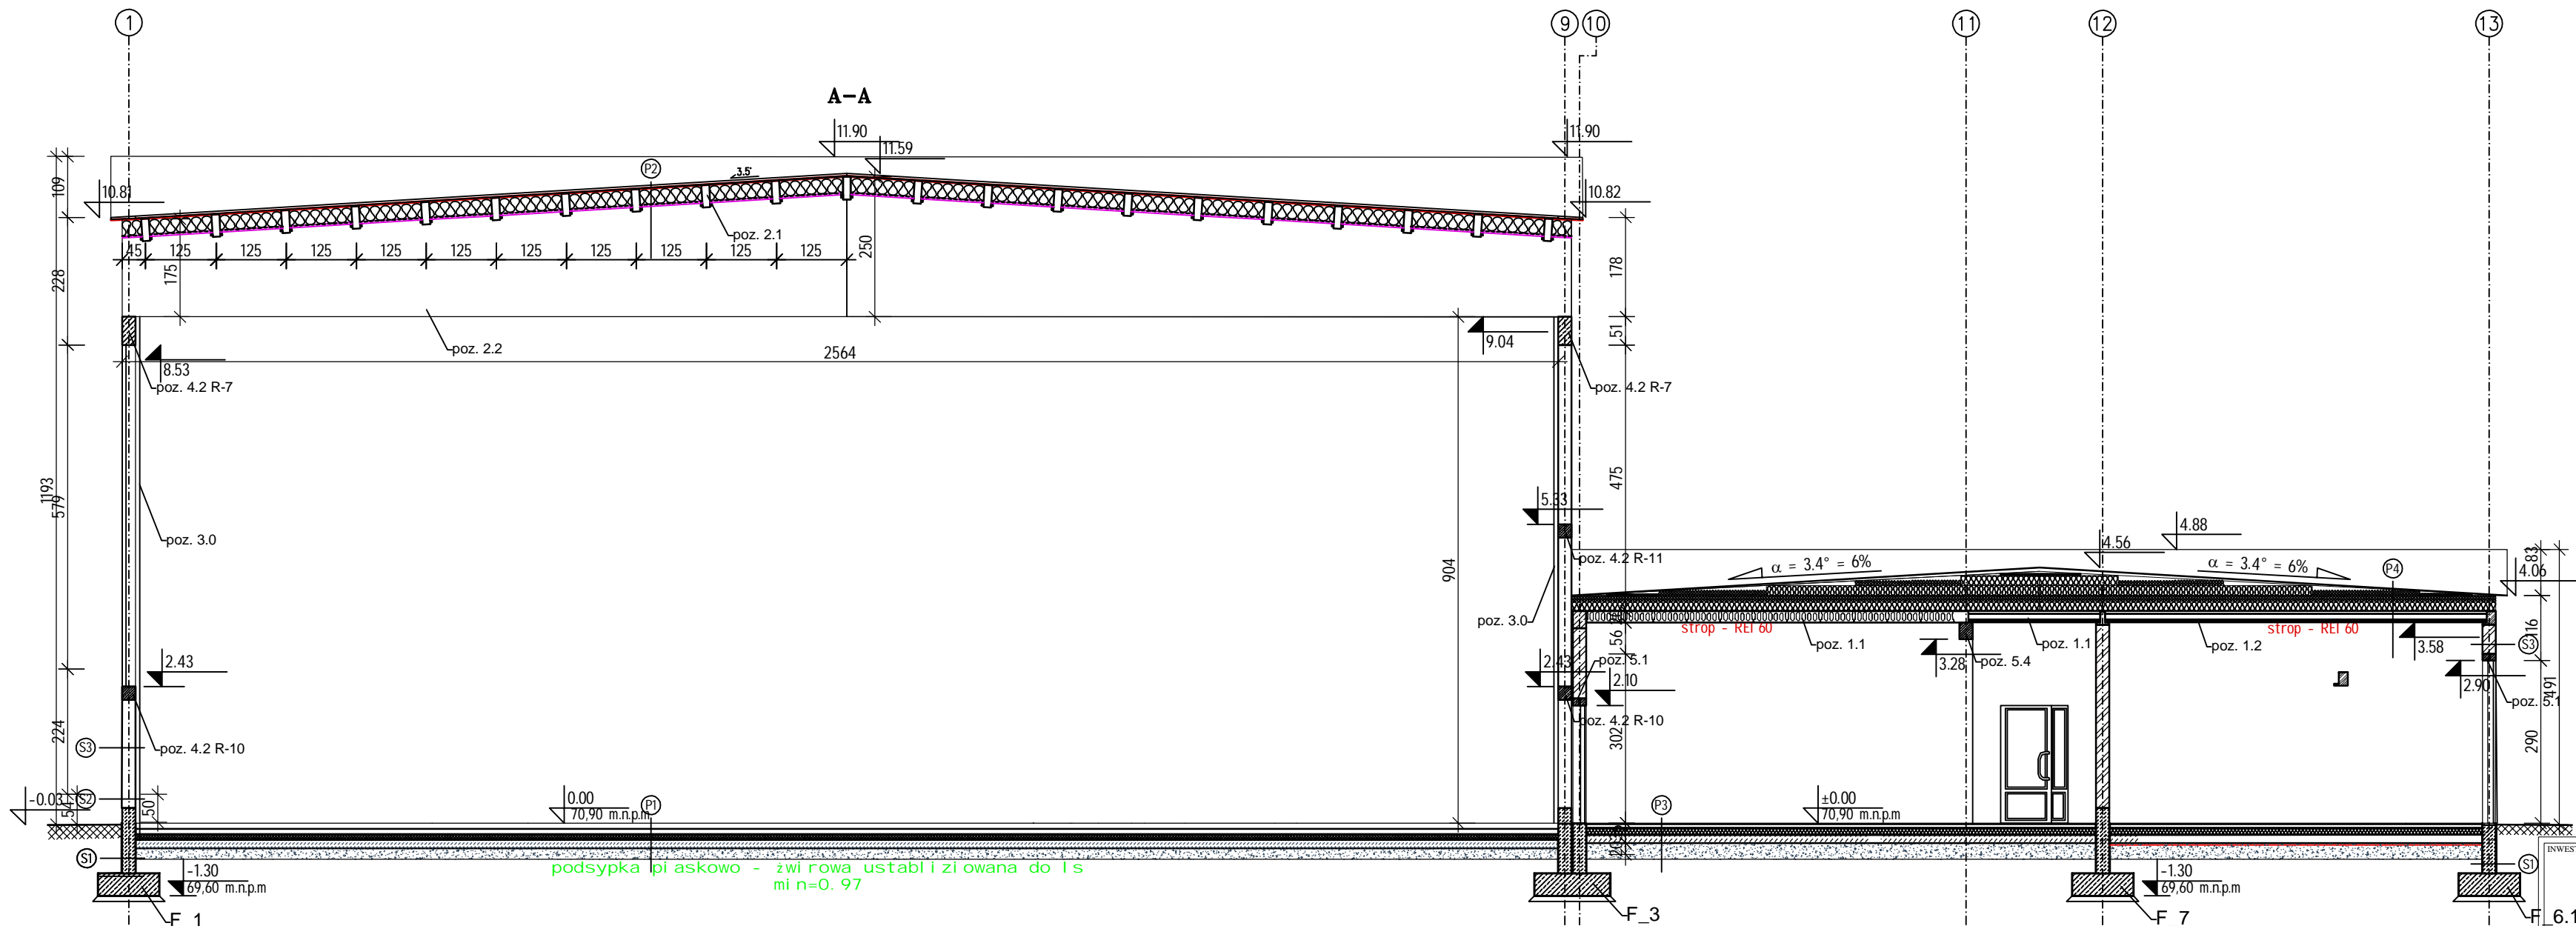 1
9
10
11
12
13
A-A
11.90
11.90
11.59
3.5°
P2
109
10.81
10.82
poz. 2.1
45
125
125
125
125
125
125
125
125
125
125
228
175
250
178
51
9.04
poz. 2.2
2564
8.53
poz. 4.2 R-7
poz. 4.2 R-7
1193
579
475
5.33
poz. 3.0
904
poz. 4.2 R-11
4.88
4.56
α = 3.4° = 6%
α = 3.4° = 6%
P4
83
4.06
poz. 3.0
strop - REI 60
strop - REI 60
56
poz. 1.1
poz. 1.1
poz. 1.2
116
3.58
S3
3.28
poz. 5.4
poz. 5.1
2.43
2.43
2.10
2.90
491
poz. 5.1
224
S3
poz. 4.2 R-10
poz. 4.2 R-10
302
290
-0.03
S2
54
50
0.00
70,90 m.n.p.m
P1
P3
±0.00
70,90 m.n.p.m
S1
S1
podsypka piaskowo - żwirowa ustabliziowana do Is
min=0.97
-1.30
69,60 m.n.p.m
-1.30
69,60 m.n.p.m
INWEST
F_1
F_3
F_7
F_6.1